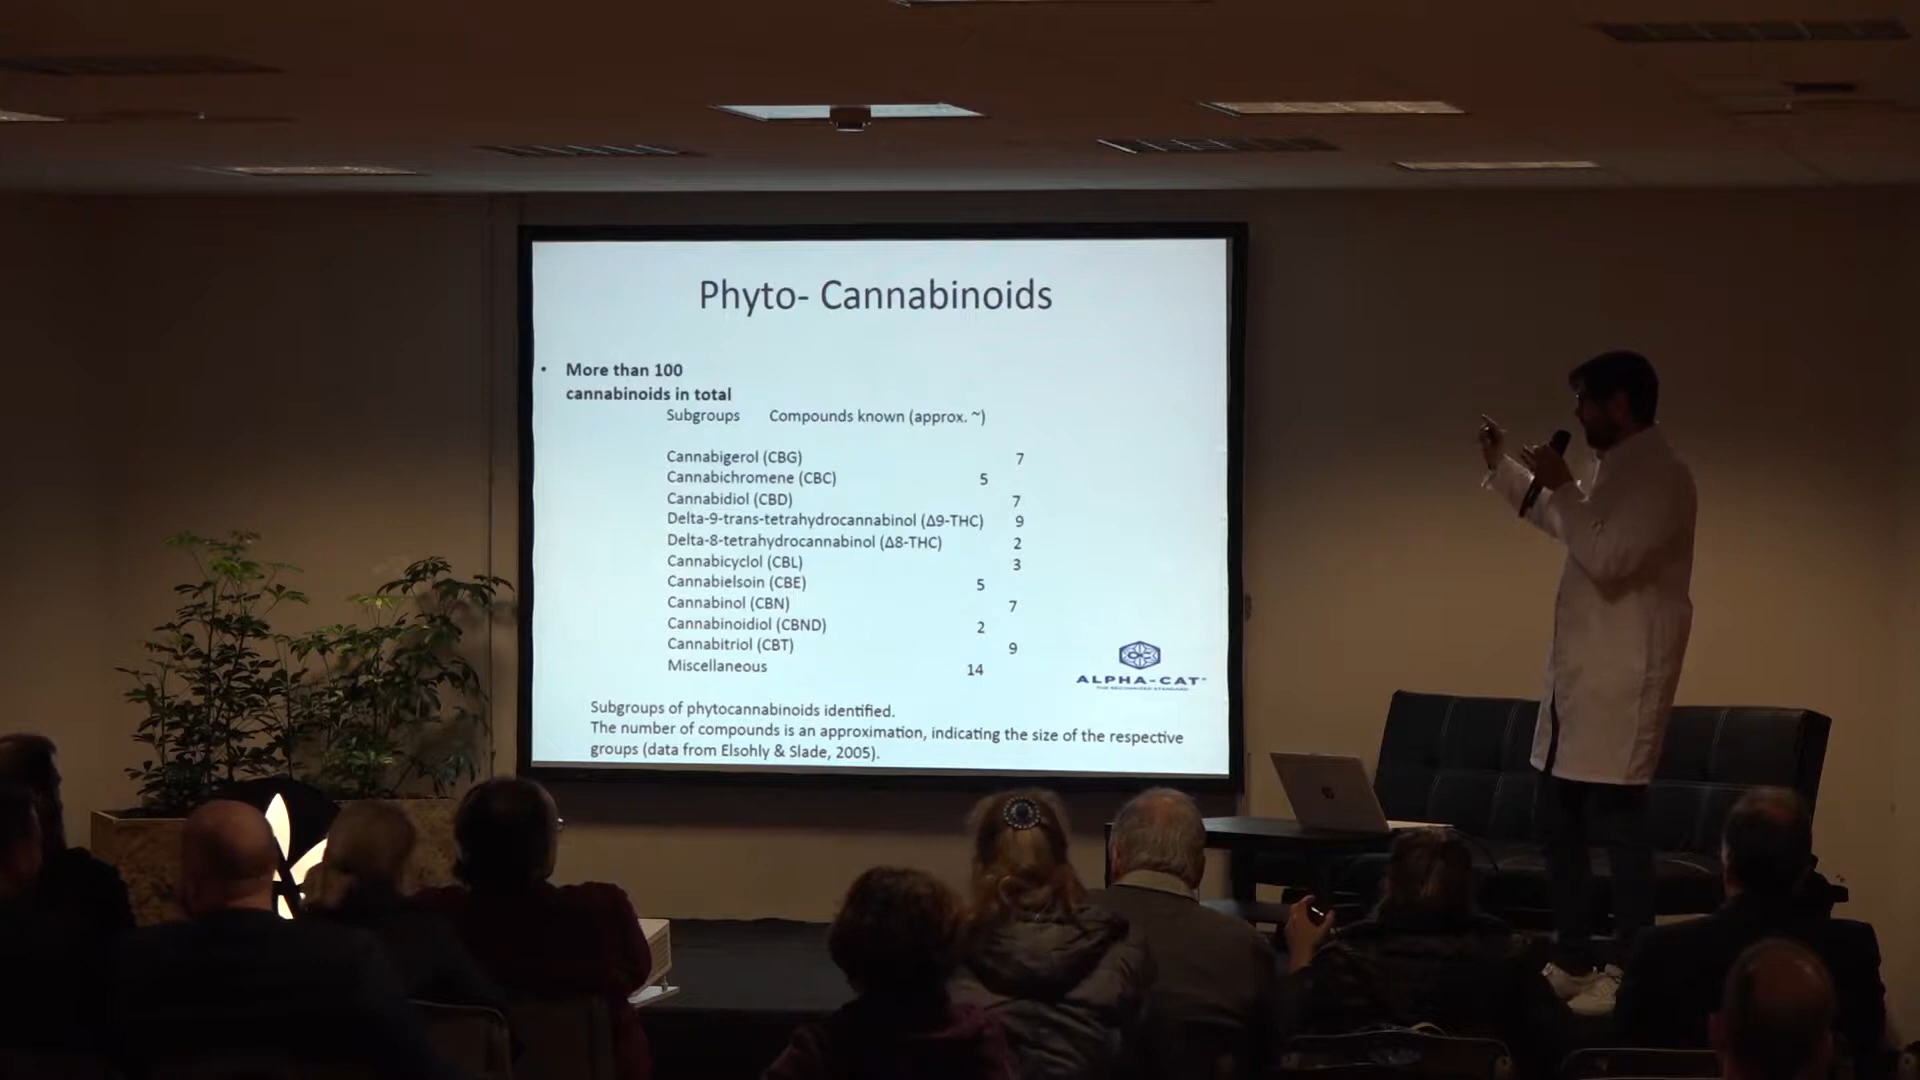 Phyto- Cannabinoids
• More than 100
cannabinoids in total
Subgroups Compounds known (approx. ~)
Cannabigerol (CBG) 7
Cannabichromene (CBC) 5
Cannabidiol (CBD) 7
Delta-9-trans-tetrahydrocannabinol (Δ9-THC) 9
Delta-8-tetrahydrocannabinol (Δ8-THC) 2
Cannabicyclol (CBL) 3
Cannabielsoin (CBE) 5
Cannabinol (CBN) 7
Cannabinoidiol (CBND) 2
Cannabitriol (CBT) 9
Miscellaneous 14
ALPHA-CAT
THE RECOGNIZED STANDARD
Subgroups of phytocannabinoids identified.
The number of compounds is an approximation, indicating the size of the respective
groups (data from Elsohly & Slade, 2005).